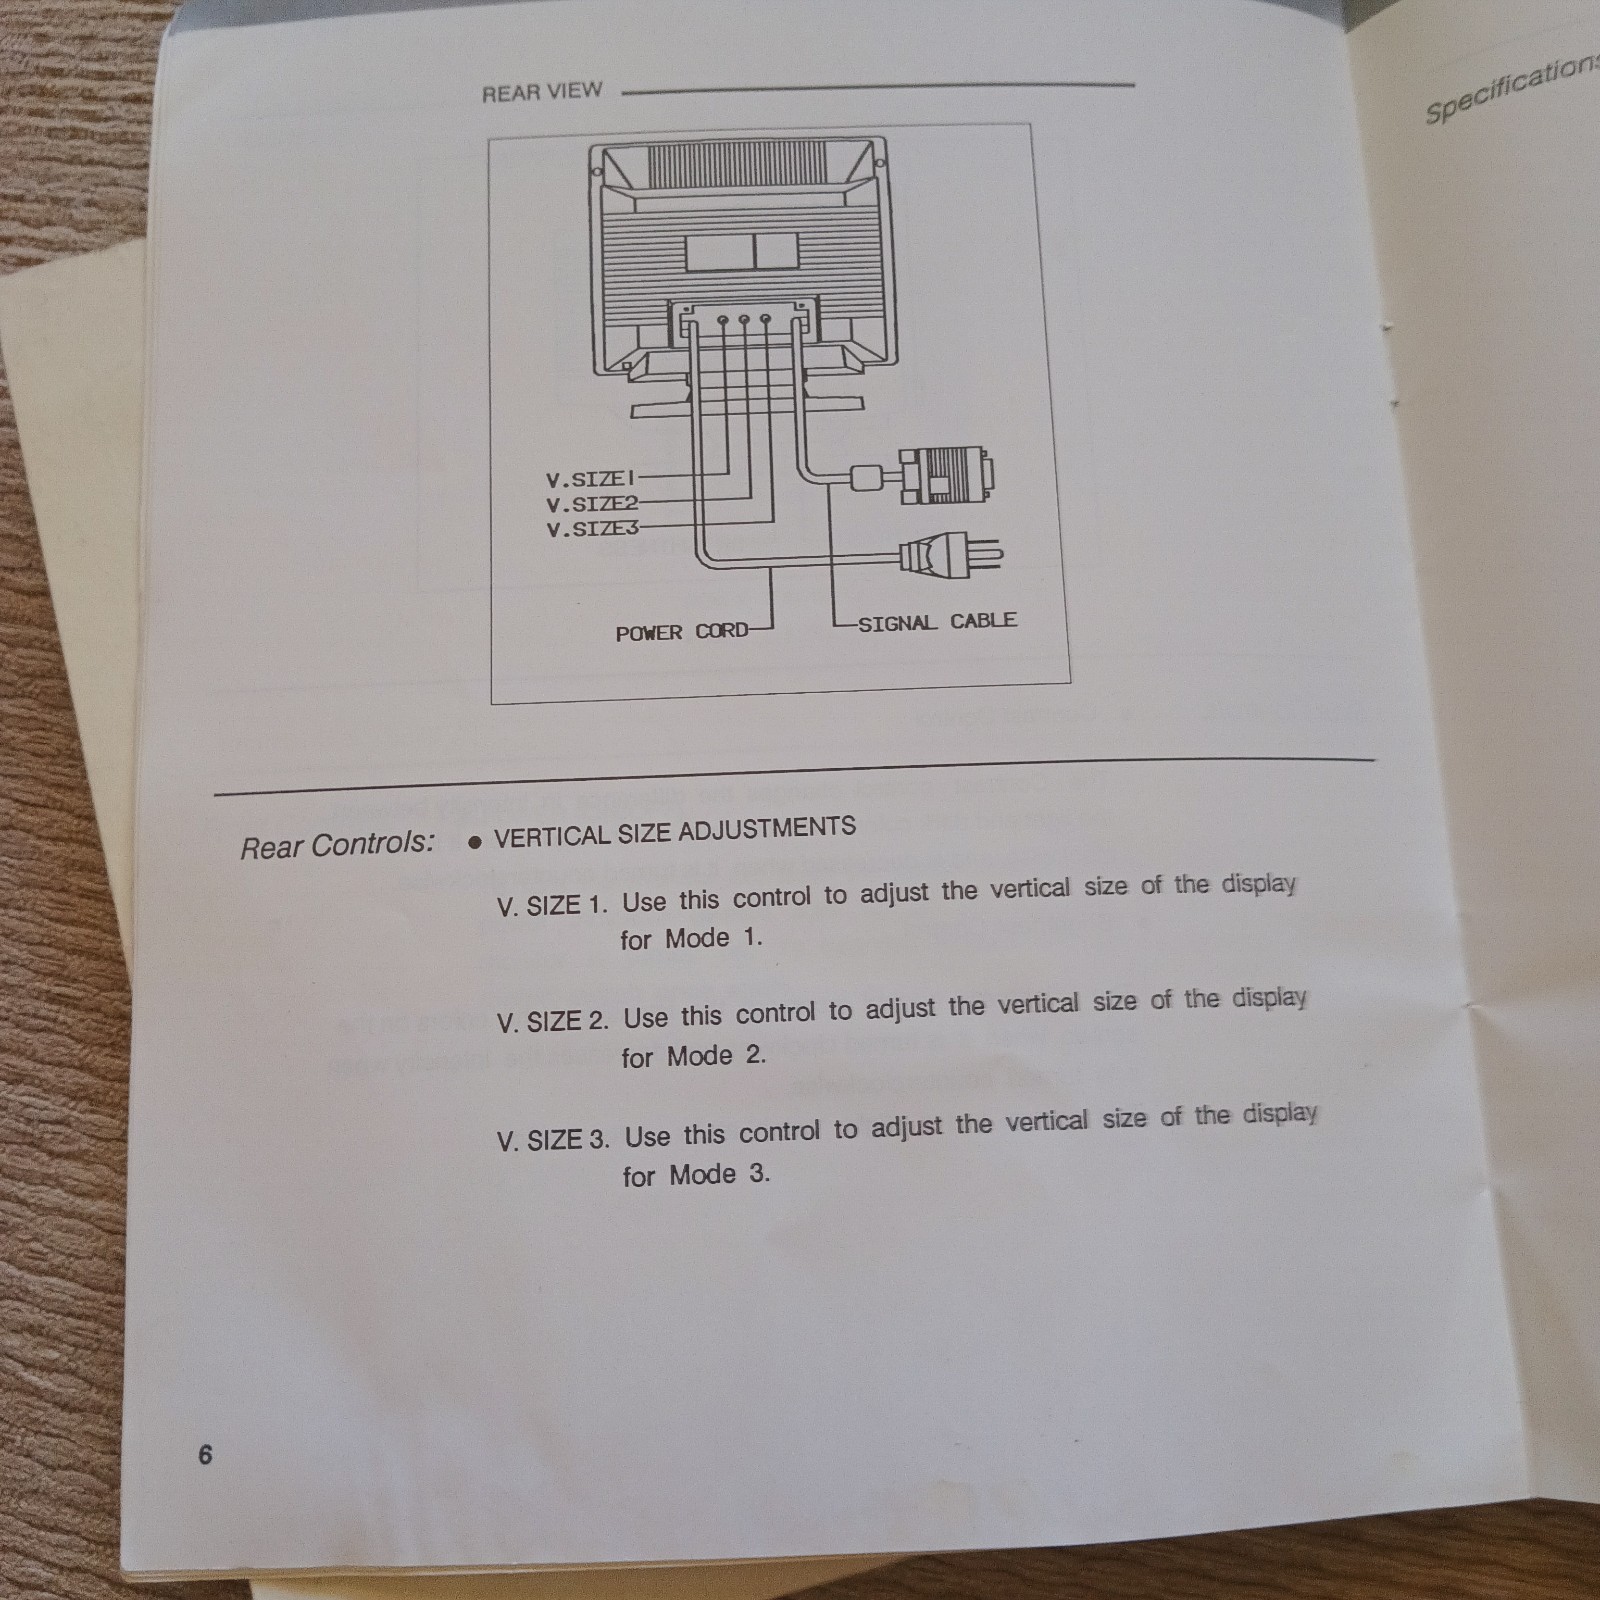 REAR VIEW
V.SIZE1
V.SIZE2
V.SIZE3
POWER CORD
SIGNAL CABLE
Rear Controls: ● VERTICAL SIZE ADJUSTMENTS
V. SIZE 1. Use this control to adjust the vertical size of the display
for Mode 1.
V. SIZE 2. Use this control to adjust the vertical size of the display
for Mode 2.
V. SIZE 3. Use this control to adjust the vertical size of the display
for Mode 3.
6
Specifications